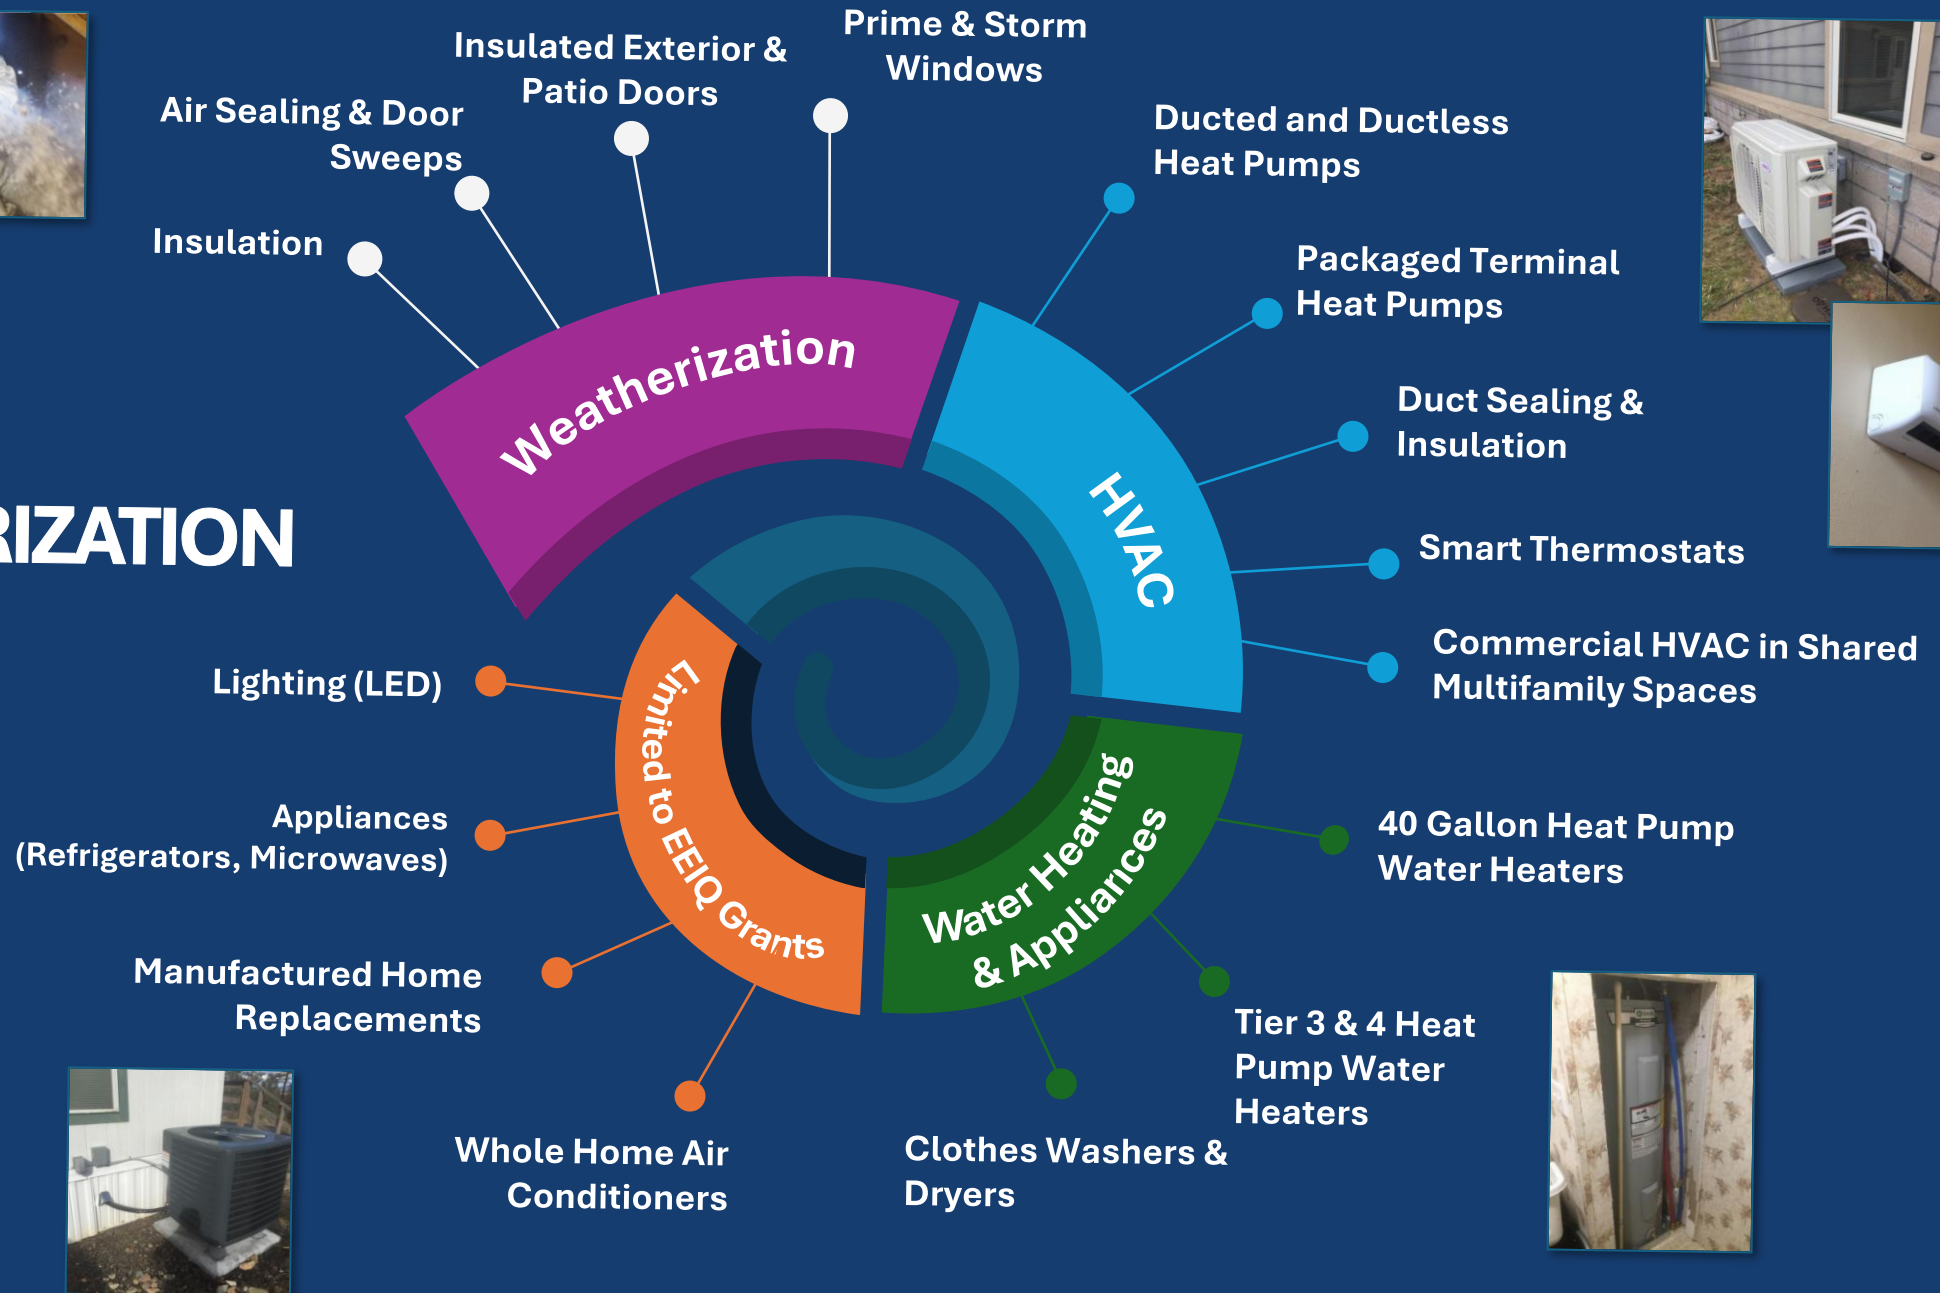 Prime & Storm
Windows
Insulated Exterior &
Patio Doors
Air Sealing & Door
Sweeps
Insulation
Weatherization
Ducted and Ductless
Heat Pumps
Packaged Terminal
Heat Pumps
Duct Sealing &
Insulation
Smart Thermostats
Commercial HVAC in Shared
Multifamily Spaces
HVAC
RIZATION
40 Gallon Heat Pump
Water Heaters
Tier 3 & 4 Heat
Pump Water
Heaters
Clothes Washers &
Dryers
Water Heating
& Appliances
Limited to EEIQ Grants
Lighting (LED)
Appliances
(Refrigerators, Microwaves)
Manufactured Home
Replacements
Whole Home Air
Conditioners